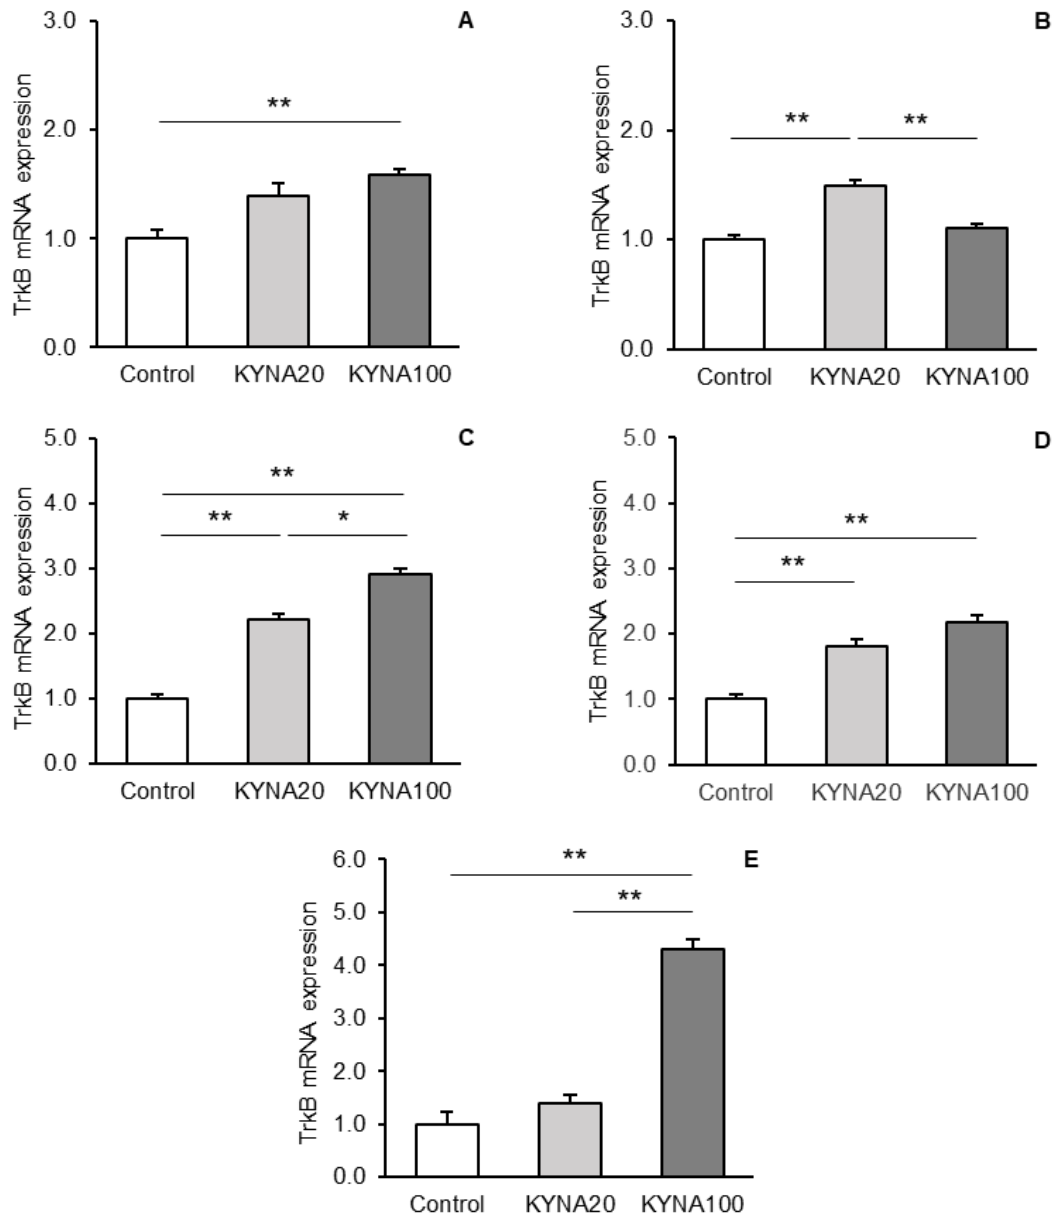 A
3.0
2.0
1.0
0.0
TrkB mRNA expression
**
Control KYNA20 KYNA100
B
3.0
2.0
1.0
0.0
TrkB mRNA expression
** **
Control KYNA20 KYNA100
C
5.0
4.0
3.0
2.0
1.0
0.0
TrkB mRNA expression
**
** *
Control KYNA20 KYNA100
D
5.0
4.0
3.0
2.0
1.0
0.0
TrkB mRNA expression
**
**
Control KYNA20 KYNA100
E
6.0
5.0
4.0
3.0
2.0
1.0
0.0
TrkB mRNA expression
**
**
Control KYNA20 KYNA100